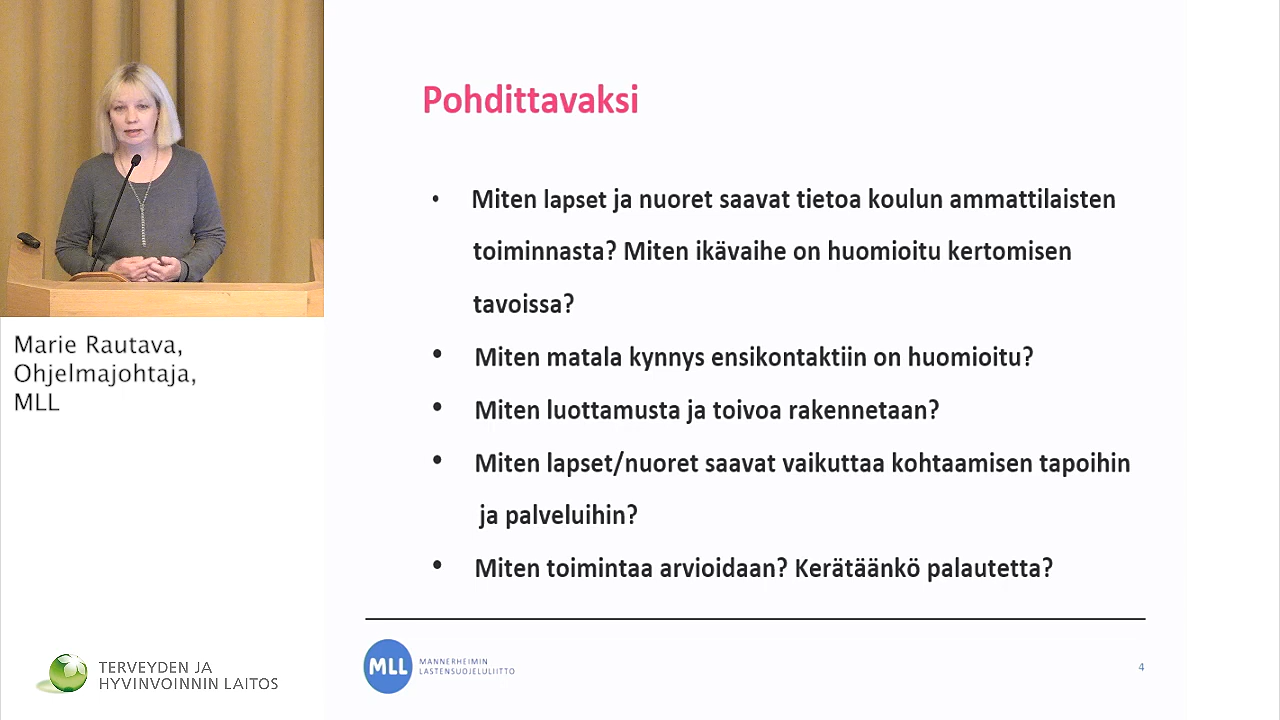 Pohdittavaksi
• Miten lapset ja nuoret saavat tietoa koulun ammattilaisten
toiminnasta? Miten ikävaihe on huomioitu kertomisen
tavoissa?
• Miten matala kynnys ensikontaktiin on huomioitu?
• Miten luottamusta ja toivoa rakennetaan?
• Miten lapset/nuoret saavat vaikuttaa kohtaamisen tapoihin
ja palveluihin?
• Miten toimintaa arvioidaan? Kerätäänkö palautetta?
Marie Rautava,
Ohjelmajohtaja,
MLL
TERVEYDEN JA
HYVINVOINNIN LAITOS
MLL
MANNERHEIMIN
LASTENSUOJELULIITTO
4